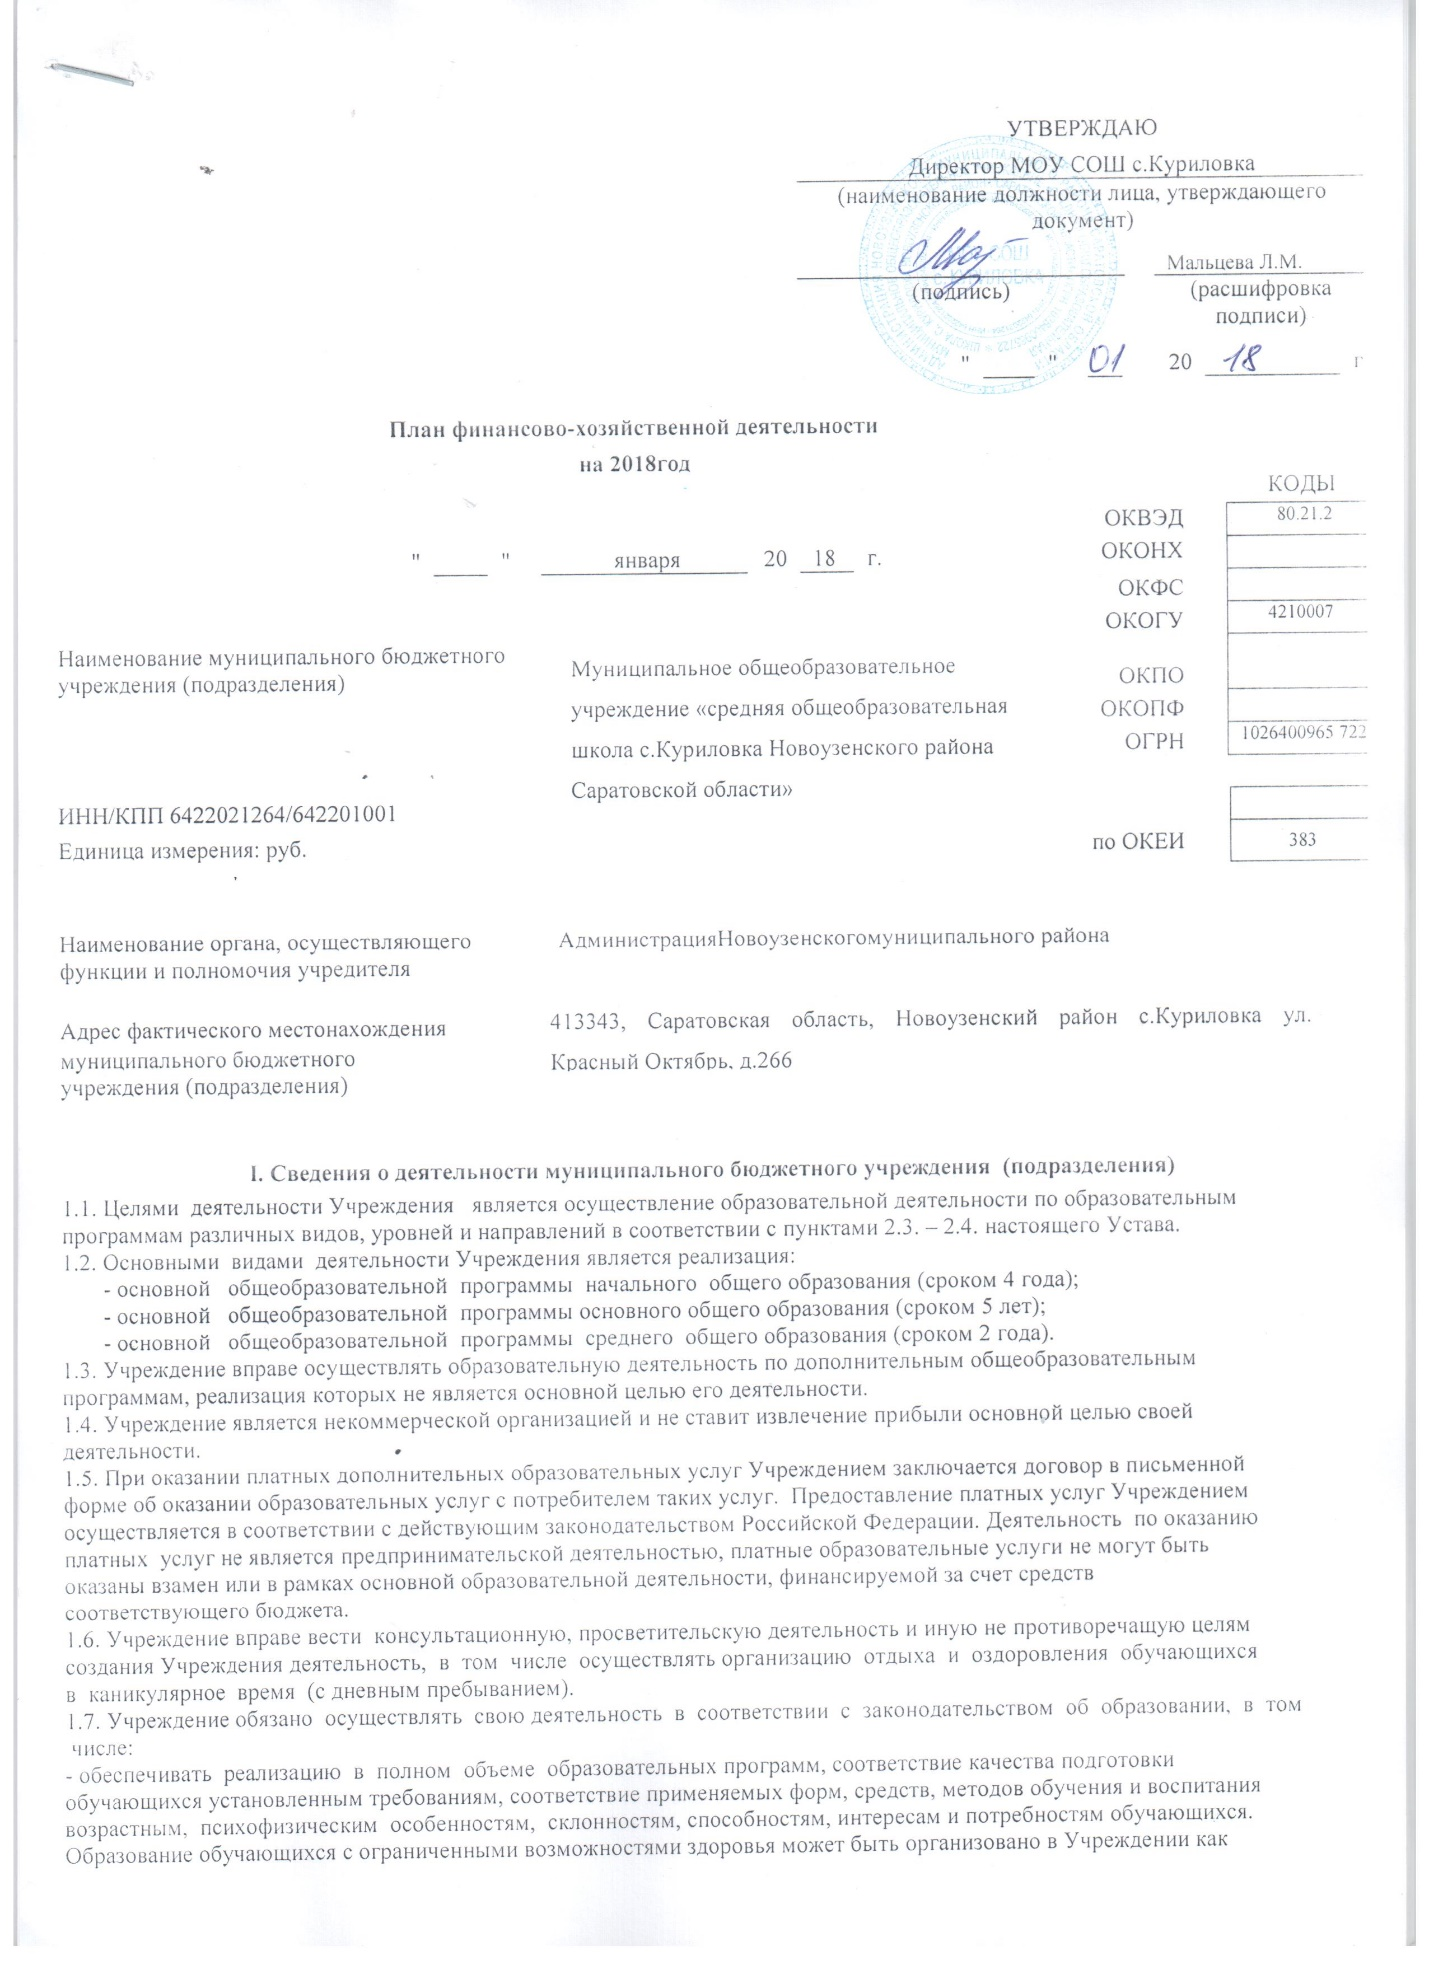 УТВЕРЖДАЮ
Директор МОУ СОШ с.Куриловка
(наименование должности лица, утверждающего
документ)
Мальцева Л.М.
(подпись)
(расшифровка
подписи)
" ____ " 01 20 18 г
План финансово-хозяйственной деятельности
на 2018год
КОДЫ
ОКВЭД 80.21.2
ОКОНХ
" ____ " января 20 18 г.
ОКФС
ОКОГУ 4210007
Наименование муниципального бюджетного
учреждения (подразделения)
Муниципальное общеобразовательное
учреждение «средняя общеобразовательная
школа с.Куриловка Новоузенского района
Саратовской области»
ОКПО
ОКОПФ
ОГРН 1026400965 722
ИНН/КПП 6422021264/642201001
Единица измерения: руб.
по ОКЕИ 383
Наименование органа, осуществляющего
функции и полномочия учредителя
АдминистрацияНовоузенскогомуниципального района
Адрес фактического местонахождения
муниципального бюджетного
учреждения (подразделения)
413343, Саратовская область, Новоузенский район с.Куриловка ул.
Красный Октябрь, д.266
I. Сведения о деятельности муниципального бюджетного учреждения (подразделения)
1.1. Целями деятельности Учреждения является осуществление образовательной деятельности по образовательным
программам различных видов, уровней и направлений в соответствии с пунктами 2.3. – 2.4. настоящего Устава.
1.2. Основными видами деятельности Учреждения является реализация:
- основной общеобразовательной программы начального общего образования (сроком 4 года);
- основной общеобразовательной программы основного общего образования (сроком 5 лет);
- основной общеобразовательной программы среднего общего образования (сроком 2 года).
1.3. Учреждение вправе осуществлять образовательную деятельность по дополнительным общеобразовательным
программам, реализация которых не является основной целью его деятельности.
1.4. Учреждение является некоммерческой организацией и не ставит извлечение прибыли основной целью своей
деятельности.
1.5. При оказании платных дополнительных образовательных услуг Учреждением заключается договор в письменной
форме об оказании образовательных услуг с потребителем таких услуг. Предоставление платных услуг Учреждением
осуществляется в соответствии с действующим законодательством Российской Федерации. Деятельность по оказанию
платных услуг не является предпринимательской деятельностью, платные образовательные услуги не могут быть
оказаны взамен или в рамках основной образовательной деятельности, финансируемой за счет средств
соответствующего бюджета.
1.6. Учреждение вправе вести консультационную, просветительскую деятельность и иную не противоречащую целям
создания Учреждения деятельность, в том числе осуществлять организацию отдыха и оздоровления обучающихся
в каникулярное время (с дневным пребыванием).
1.7. Учреждение обязано осуществлять свою деятельность в соответствии с законодательством об образовании, в том
числе:
- обеспечивать реализацию в полном объеме образовательных программ, соответствие качества подготовки
обучающихся установленным требованиям, соответствие применяемых форм, средств, методов обучения и воспитания
возрастным, психофизическим особенностям, склонностям, способностям, интересам и потребностям обучающихся.
Образование обучающихся с ограниченными возможностями здоровья может быть организовано в Учреждении как